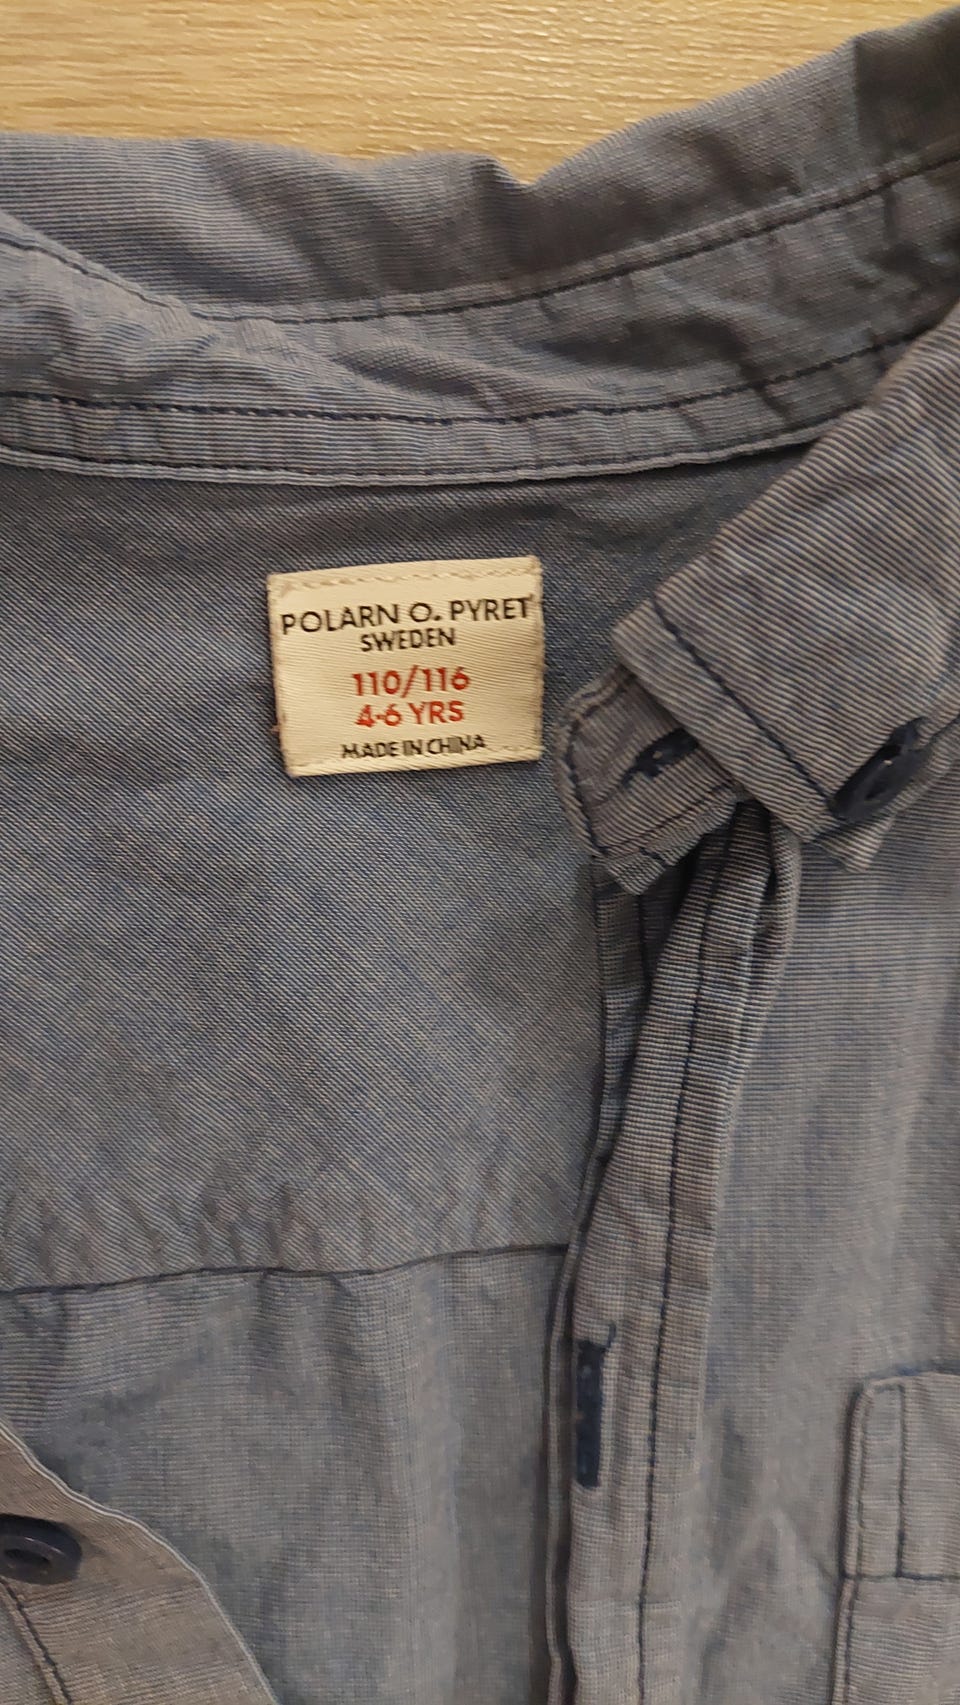 POLARN O. PYRET
SWEDEN
110/116
4-6 YRS
MADE IN CHINA